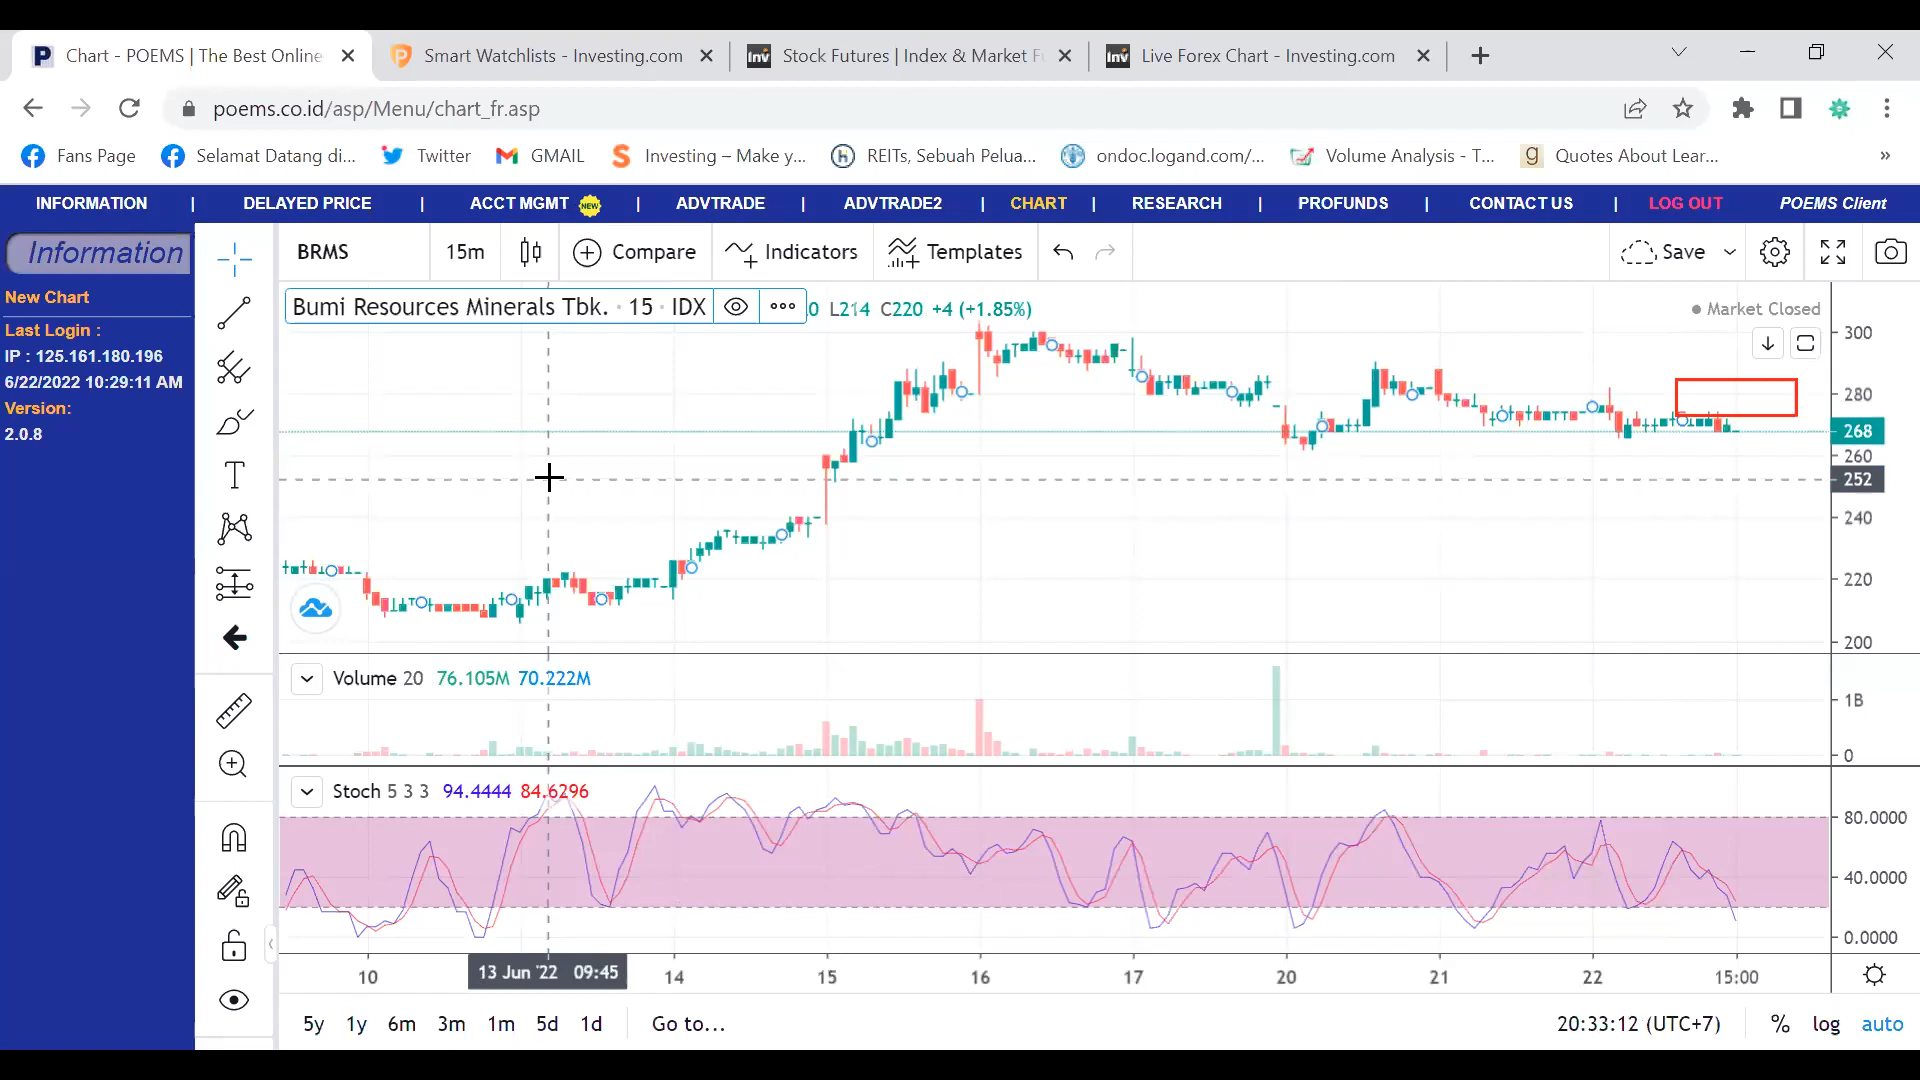 Chart - POEMS | The Best Online
Smart Watchlists - Investing.com
Stock Futures | Index & Market Fu
Live Forex Chart - Investing.com
poems.co.id/asp/Menu/chart_fr.asp
Fans Page
Selamat Datang di...
Twitter
GMAIL
Investing – Make y...
REITs, Sebuah Pelua...
ondoc.logand.com/...
Volume Analysis - T...
Quotes About Lear...
»
INFORMATION | DELAYED PRICE | ACCT MGMT NEW | ADVTRADE | ADVTRADE2 | CHART | RESEARCH | PROFUNDS | CONTACT US | LOG OUT POEMS Client
Information
New Chart
Last Login :
IP : 125.161.180.196
6/22/2022 10:29:11 AM
Version:
2.0.8
BRMS 15m Compare Indicators Templates Save
Bumi Resources Minerals Tbk. · 15 · IDX 0 L214 C220 +4 (+1.85%)
Market Closed
300
280
268
260
252
240
220
200
Volume 20 76.105M 70.222M
1B
0
Stoch 5 3 3 94.4444 84.6296
80.0000
40.0000
0.0000
10 13 Jun '22 09:45 14 15 16 17 20 21 22 15:00
5y 1y 6m 3m 1m 5d 1d Go to... 20:33:12 (UTC+7) % log auto